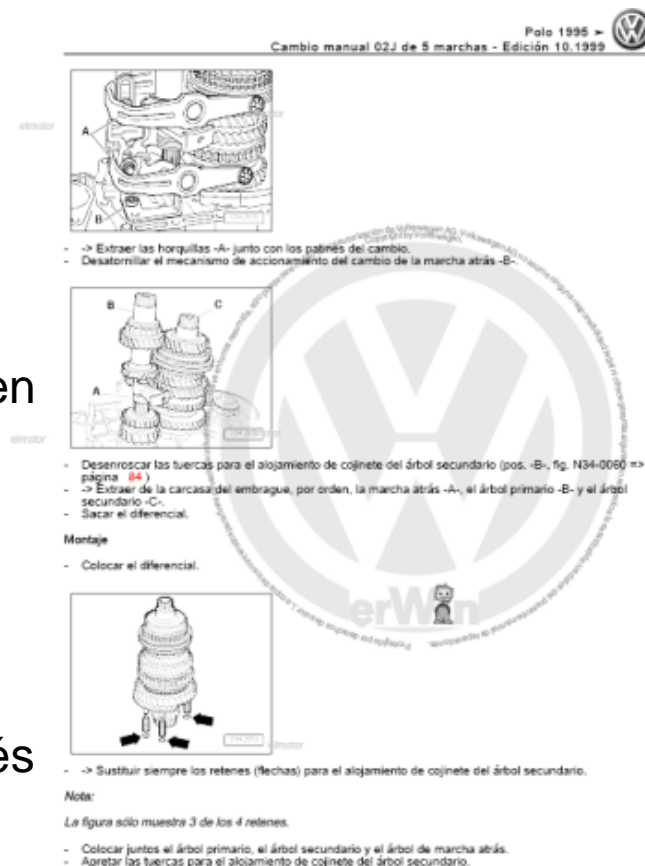 Polo 1995 ➤
Cambio manual 02J de 5 marchas - Edición 10.1999
elmotor
A
B
- -> Extraer las horquillas -A- junto con los patines del cambio.
- Desatornillar el mecanismo de accionamiento del cambio de la marcha atrás -B-.
B
C
A
en
elmotor
- Desenroscar las tuercas para el alojamiento de cojinete del árbol secundario (pos. -B-, fig. N34-0060 =>
página 84 )
- -> Extraer de la carcasa del embrague, por orden, la marcha atrás -A-, el árbol primario -B- y el árbol
secundario -C-.
- Sacar el diferencial.
Montaje
- Colocar el diferencial.
erWin
és
elmotor
- -> Sustituir siempre los retenes (flechas) para el alojamiento de cojinete del árbol secundario.
Nota:
La figura sólo muestra 3 de los 4 retenes.
- Colocar juntos el árbol primario, el árbol secundario y el árbol de marcha atrás.
- Apretar las tuercas para el alojamiento de cojinete del árbol secundario.